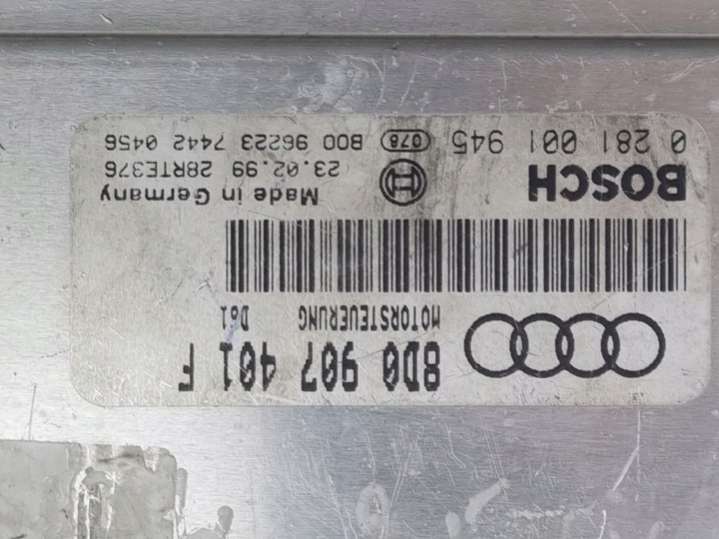 8D0 907 401 F
MOTORSTEUERUNG D61
BOSCH
Made in Germany
23.02.99 28RTE376
0 281 001 945 078 B00 96223 7442 0456